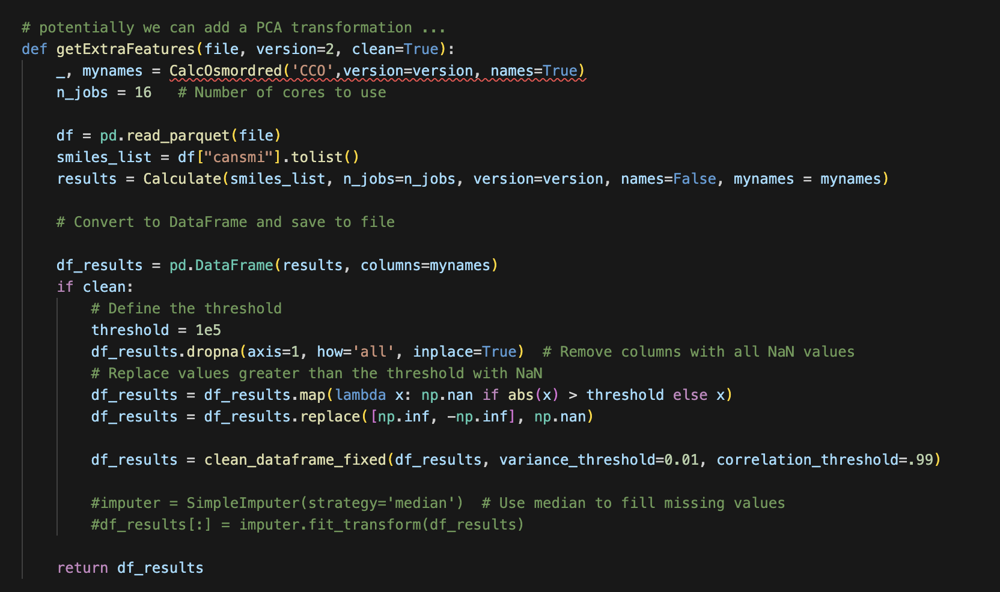 # potentially we can add a PCA transformation ...
def getExtraFeatures(file, version=2, clean=True):
    _, mynames = CalcOsmordred('CCO',version=version, names=True)
    n_jobs = 16   # Number of cores to use

    df = pd.read_parquet(file)
    smiles_list = df["cansmi"].tolist()
    results = Calculate(smiles_list, n_jobs=n_jobs, version=version, names=False, mynames = mynames)

    # Convert to DataFrame and save to file

    df_results = pd.DataFrame(results, columns=mynames)
    if clean:
        # Define the threshold
        threshold = 1e5
        df_results.dropna(axis=1, how='all', inplace=True)  # Remove columns with all NaN values
        # Replace values greater than the threshold with NaN
        df_results = df_results.map(lambda x: np.nan if abs(x) > threshold else x)
        df_results = df_results.replace([np.inf, -np.inf], np.nan)

        df_results = clean_dataframe_fixed(df_results, variance_threshold=0.01, correlation_threshold=.99)

        #imputer = SimpleImputer(strategy='median')  # Use median to fill missing values
        #df_results[:] = imputer.fit_transform(df_results)

    return df_results